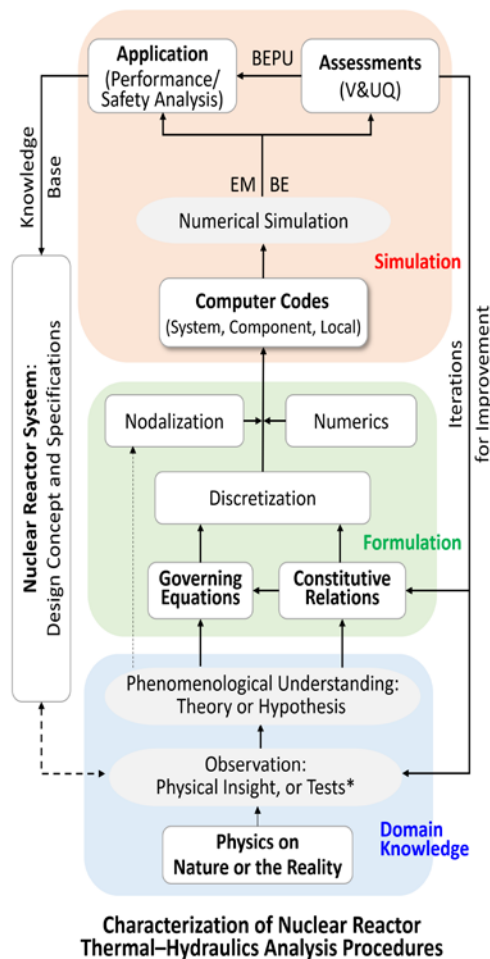 Application
(Performance/
Safety Analysis)
BEPU
Assessments
(V&UQ)
Knowledge
Base
EM
BE
Numerical Simulation
Simulation
Computer Codes
(System, Component, Local)
Iterations
for Improvement
Nuclear Reactor System:
Design Concept and Specifications
Nodalization
Numerics
Discretization
Formulation
Governing
Equations
Constitutive
Relations
Phenomenological Understanding:
Theory or Hypothesis
Observation:
Physical Insight, or Tests*
Domain
Knowledge
Physics on
Nature or the Reality
Characterization of Nuclear Reactor
Thermal–Hydraulics Analysis Procedures